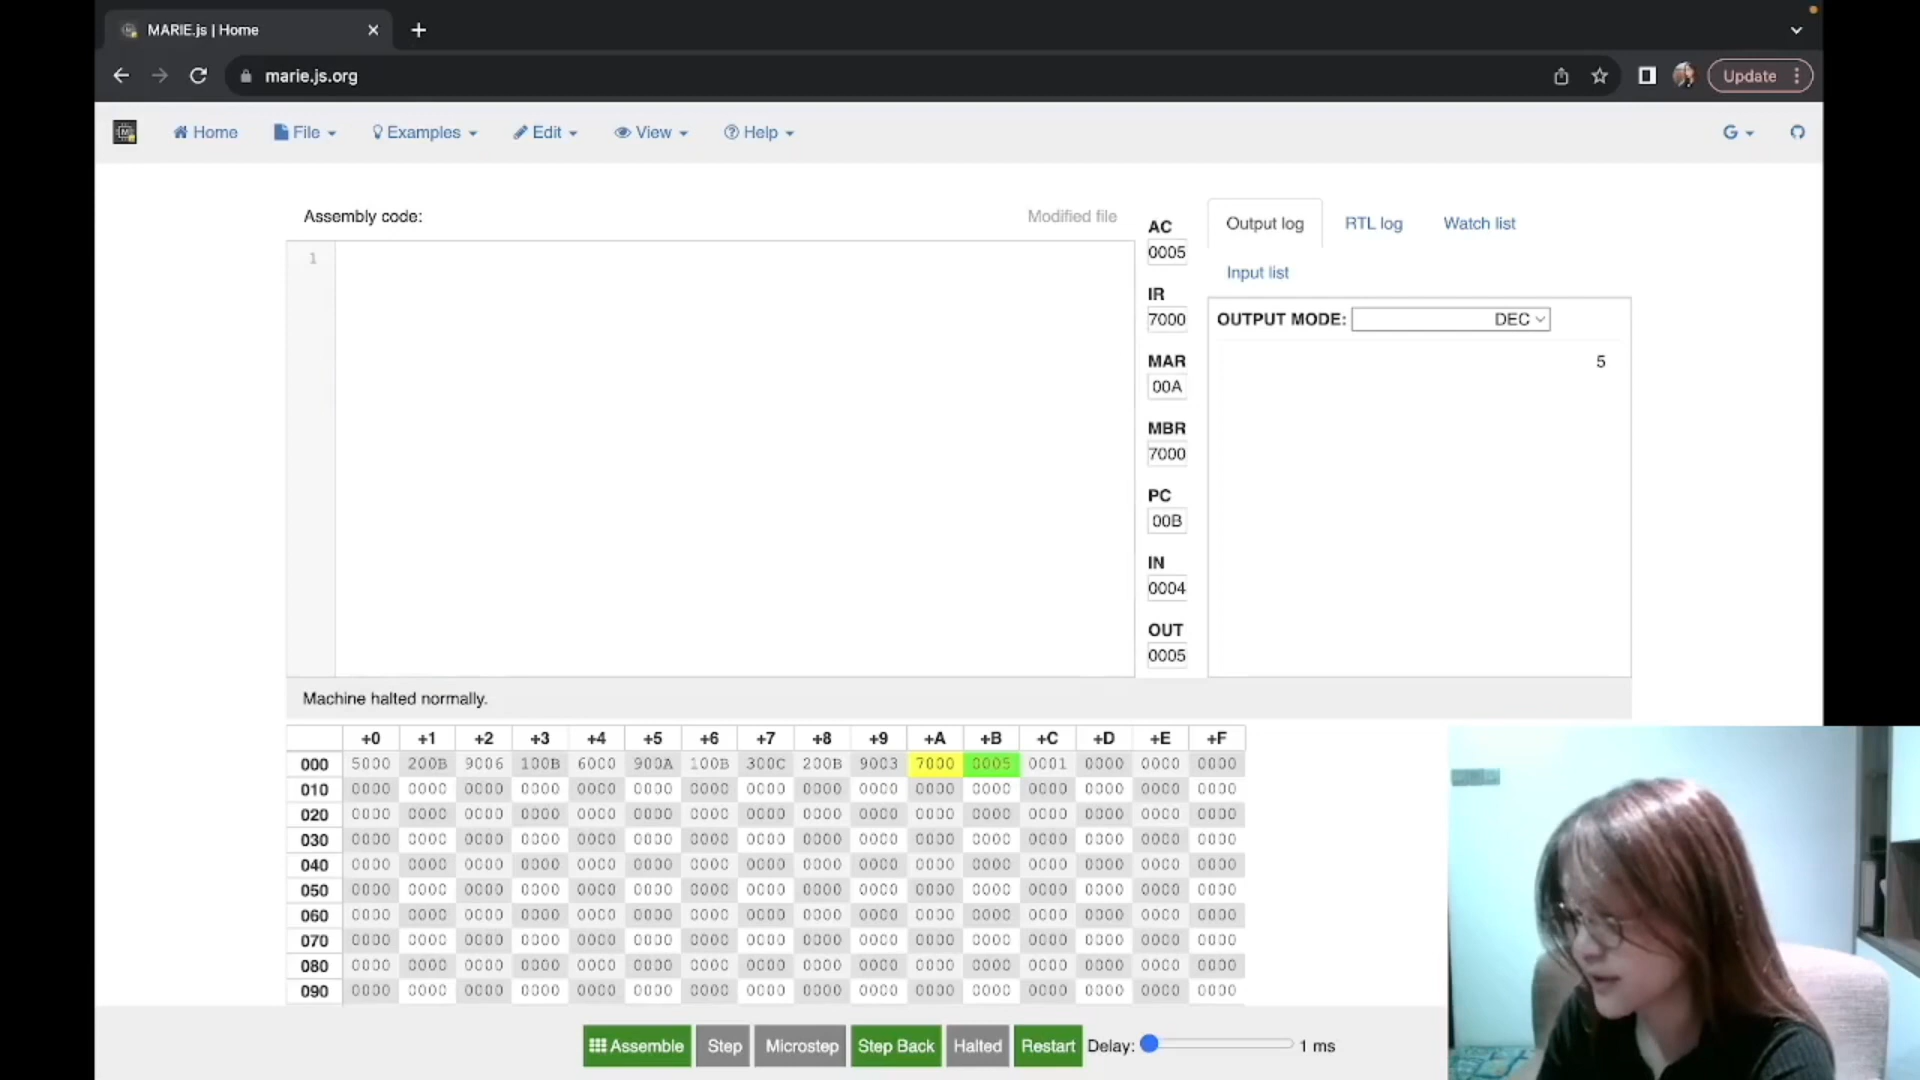 MARIE.js | Home
marie.js.org
Update
Home File Examples Edit View Help G
Assembly code: Modified file
1
AC
0005
IR
7000
MAR
00A
MBR
7000
PC
00B
IN
0004
OUT
0005
Output log RTL log Watch list
Input list
OUTPUT MODE: DEC
5
Machine halted normally.
+0 +1 +2 +3 +4 +5 +6 +7 +8 +9 +A +B +C +D +E +F
000 5000 200B 9006 100B 6000 900A 100B 300C 200B 9003 7000 0005 0001 0000 0000 0000
010 0000 0000 0000 0000 0000 0000 0000 0000 0000 0000 0000 0000 0000 0000 0000 0000
020 0000 0000 0000 0000 0000 0000 0000 0000 0000 0000 0000 0000 0000 0000 0000 0000
030 0000 0000 0000 0000 0000 0000 0000 0000 0000 0000 0000 0000 0000 0000 0000 0000
040 0000 0000 0000 0000 0000 0000 0000 0000 0000 0000 0000 0000 0000 0000 0000 0000
050 0000 0000 0000 0000 0000 0000 0000 0000 0000 0000 0000 0000 0000 0000 0000 0000
060 0000 0000 0000 0000 0000 0000 0000 0000 0000 0000 0000 0000 0000 0000 0000 0000
070 0000 0000 0000 0000 0000 0000 0000 0000 0000 0000 0000 0000 0000 0000 0000 0000
080 0000 0000 0000 0000 0000 0000 0000 0000 0000 0000 0000 0000 0000 0000 0000 0000
090 0000 0000 0000 0000 0000 0000 0000 0000 0000 0000 0000 0000 0000 0000 0000 0000
Assemble Step Microstep Step Back Halted Restart Delay: 1 ms